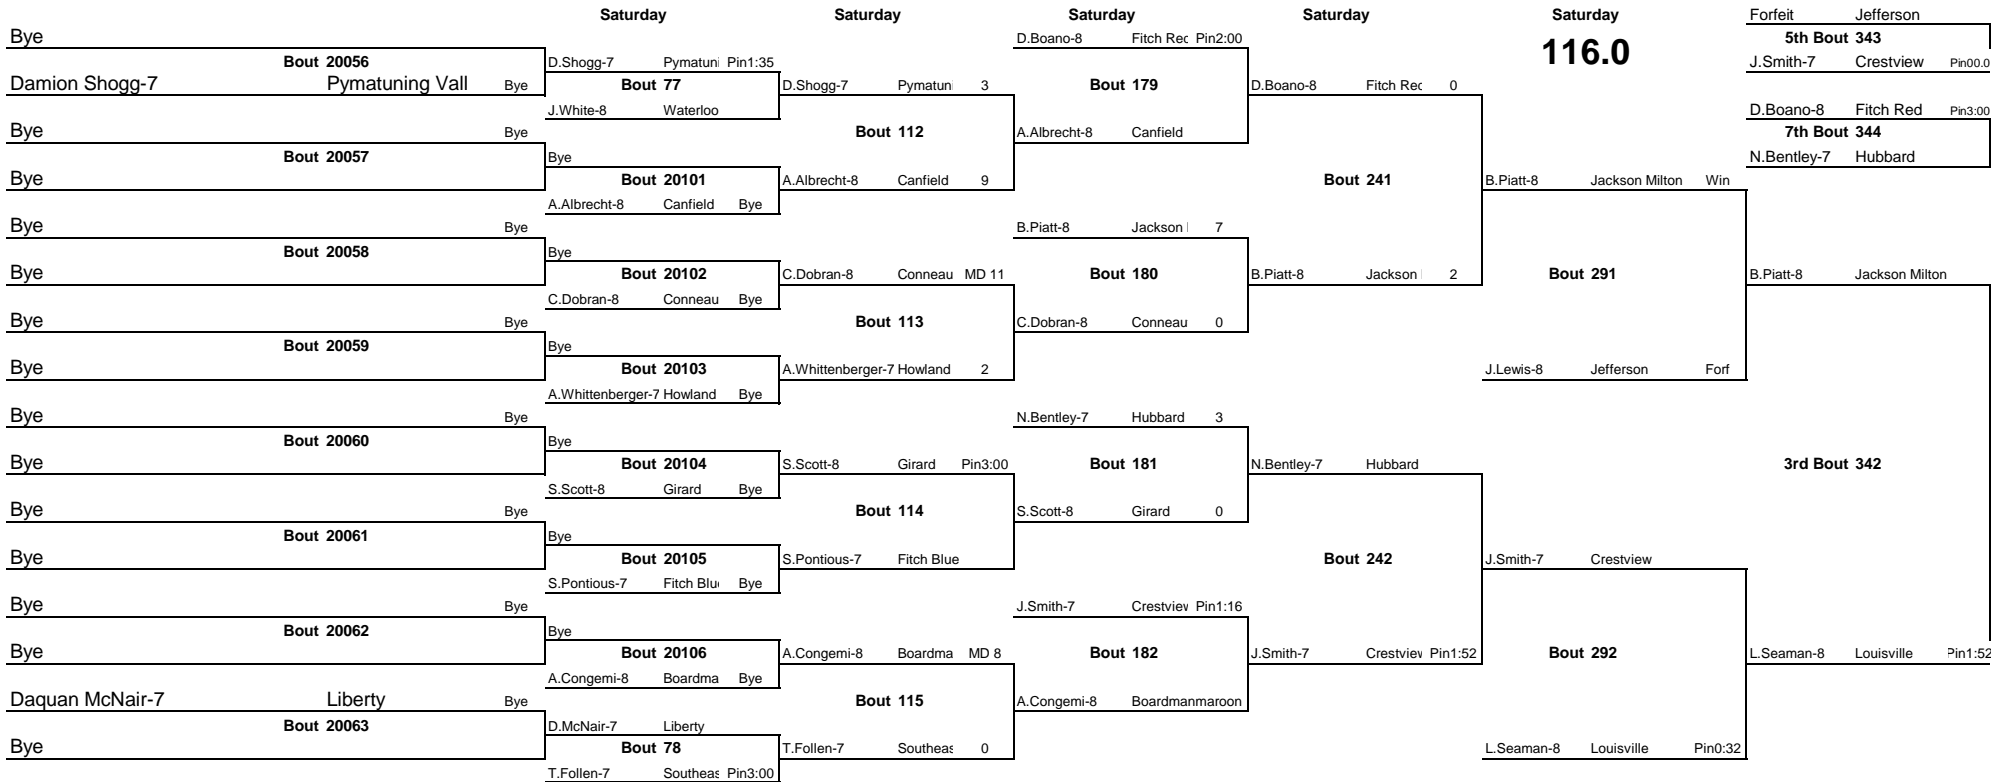 Saturday Saturday Saturday Saturday Saturday Forfeit Jefferson
Bye D.Boano-8 Fitch Rec Pin2:00 116.0 5th Bout 343
Bout 20056 D.Shogg-7 Pymatuni Pin1:35 J.Smith-7 Crestview Pin00.0
Damion Shogg-7 Pymatuning Vall Bye Bout 77 D.Shogg-7 Pymatuni 3 Bout 179 D.Boano-8 Fitch Rec 0
J.White-8 Waterloo D.Boano-8 Fitch Red Pin3:00
Bye Bye Bout 112 A.Albrecht-8 Canfield 7th Bout 344
Bout 20057 Bye N.Bentley-7 Hubbard
Bye Bout 20101 A.Albrecht-8 Canfield 9 Bout 241 B.Piatt-8 Jackson Milton Win
A.Albrecht-8 Canfield Bye
Bye Bye B.Piatt-8 Jackson 7
Bout 20058 Bye
Bye Bout 20102 C.Dobran-8 Conneau MD 11 Bout 180 B.Piatt-8 Jackson 2 Bout 291 B.Piatt-8 Jackson Milton
C.Dobran-8 Conneau Bye
Bye Bye Bout 113 C.Dobran-8 Conneau 0
Bout 20059 Bye
Bye Bout 20103 A.Whittenberger-7 Howland 2 J.Lewis-8 Jefferson Forf
A.Whittenberger-7 Howland Bye
Bye Bye N.Bentley-7 Hubbard 3
Bout 20060 Bye
Bye Bout 20104 S.Scott-8 Girard Pin3:00 Bout 181 N.Bentley-7 Hubbard 3rd Bout 342
S.Scott-8 Girard Bye
Bye Bye Bout 114 S.Scott-8 Girard 0
Bout 20061 Bye
Bye Bout 20105 S.Pontious-7 Fitch Blue Bout 242 J.Smith-7 Crestview
S.Pontious-7 Fitch Blu Bye
Bye Bye J.Smith-7 Crestviev Pin1:16
Bout 20062 Bye
Bye Bout 20106 A.Congemi-8 Boardma MD 8 Bout 182 J.Smith-7 Crestviev Pin1:52 Bout 292 L.Seaman-8 Louisville Pin1:52
A.Congemi-8 Boardma Bye
Daquan McNair-7 Liberty Bye Bout 115 A.Congemi-8 Boardmanmaroon
Bout 20063 D.McNair-7 Liberty
Bye Bout 78 T.Follen-7 Southeas 0 L.Seaman-8 Louisville Pin0:32
T.Follen-7 Southeas Pin3:00